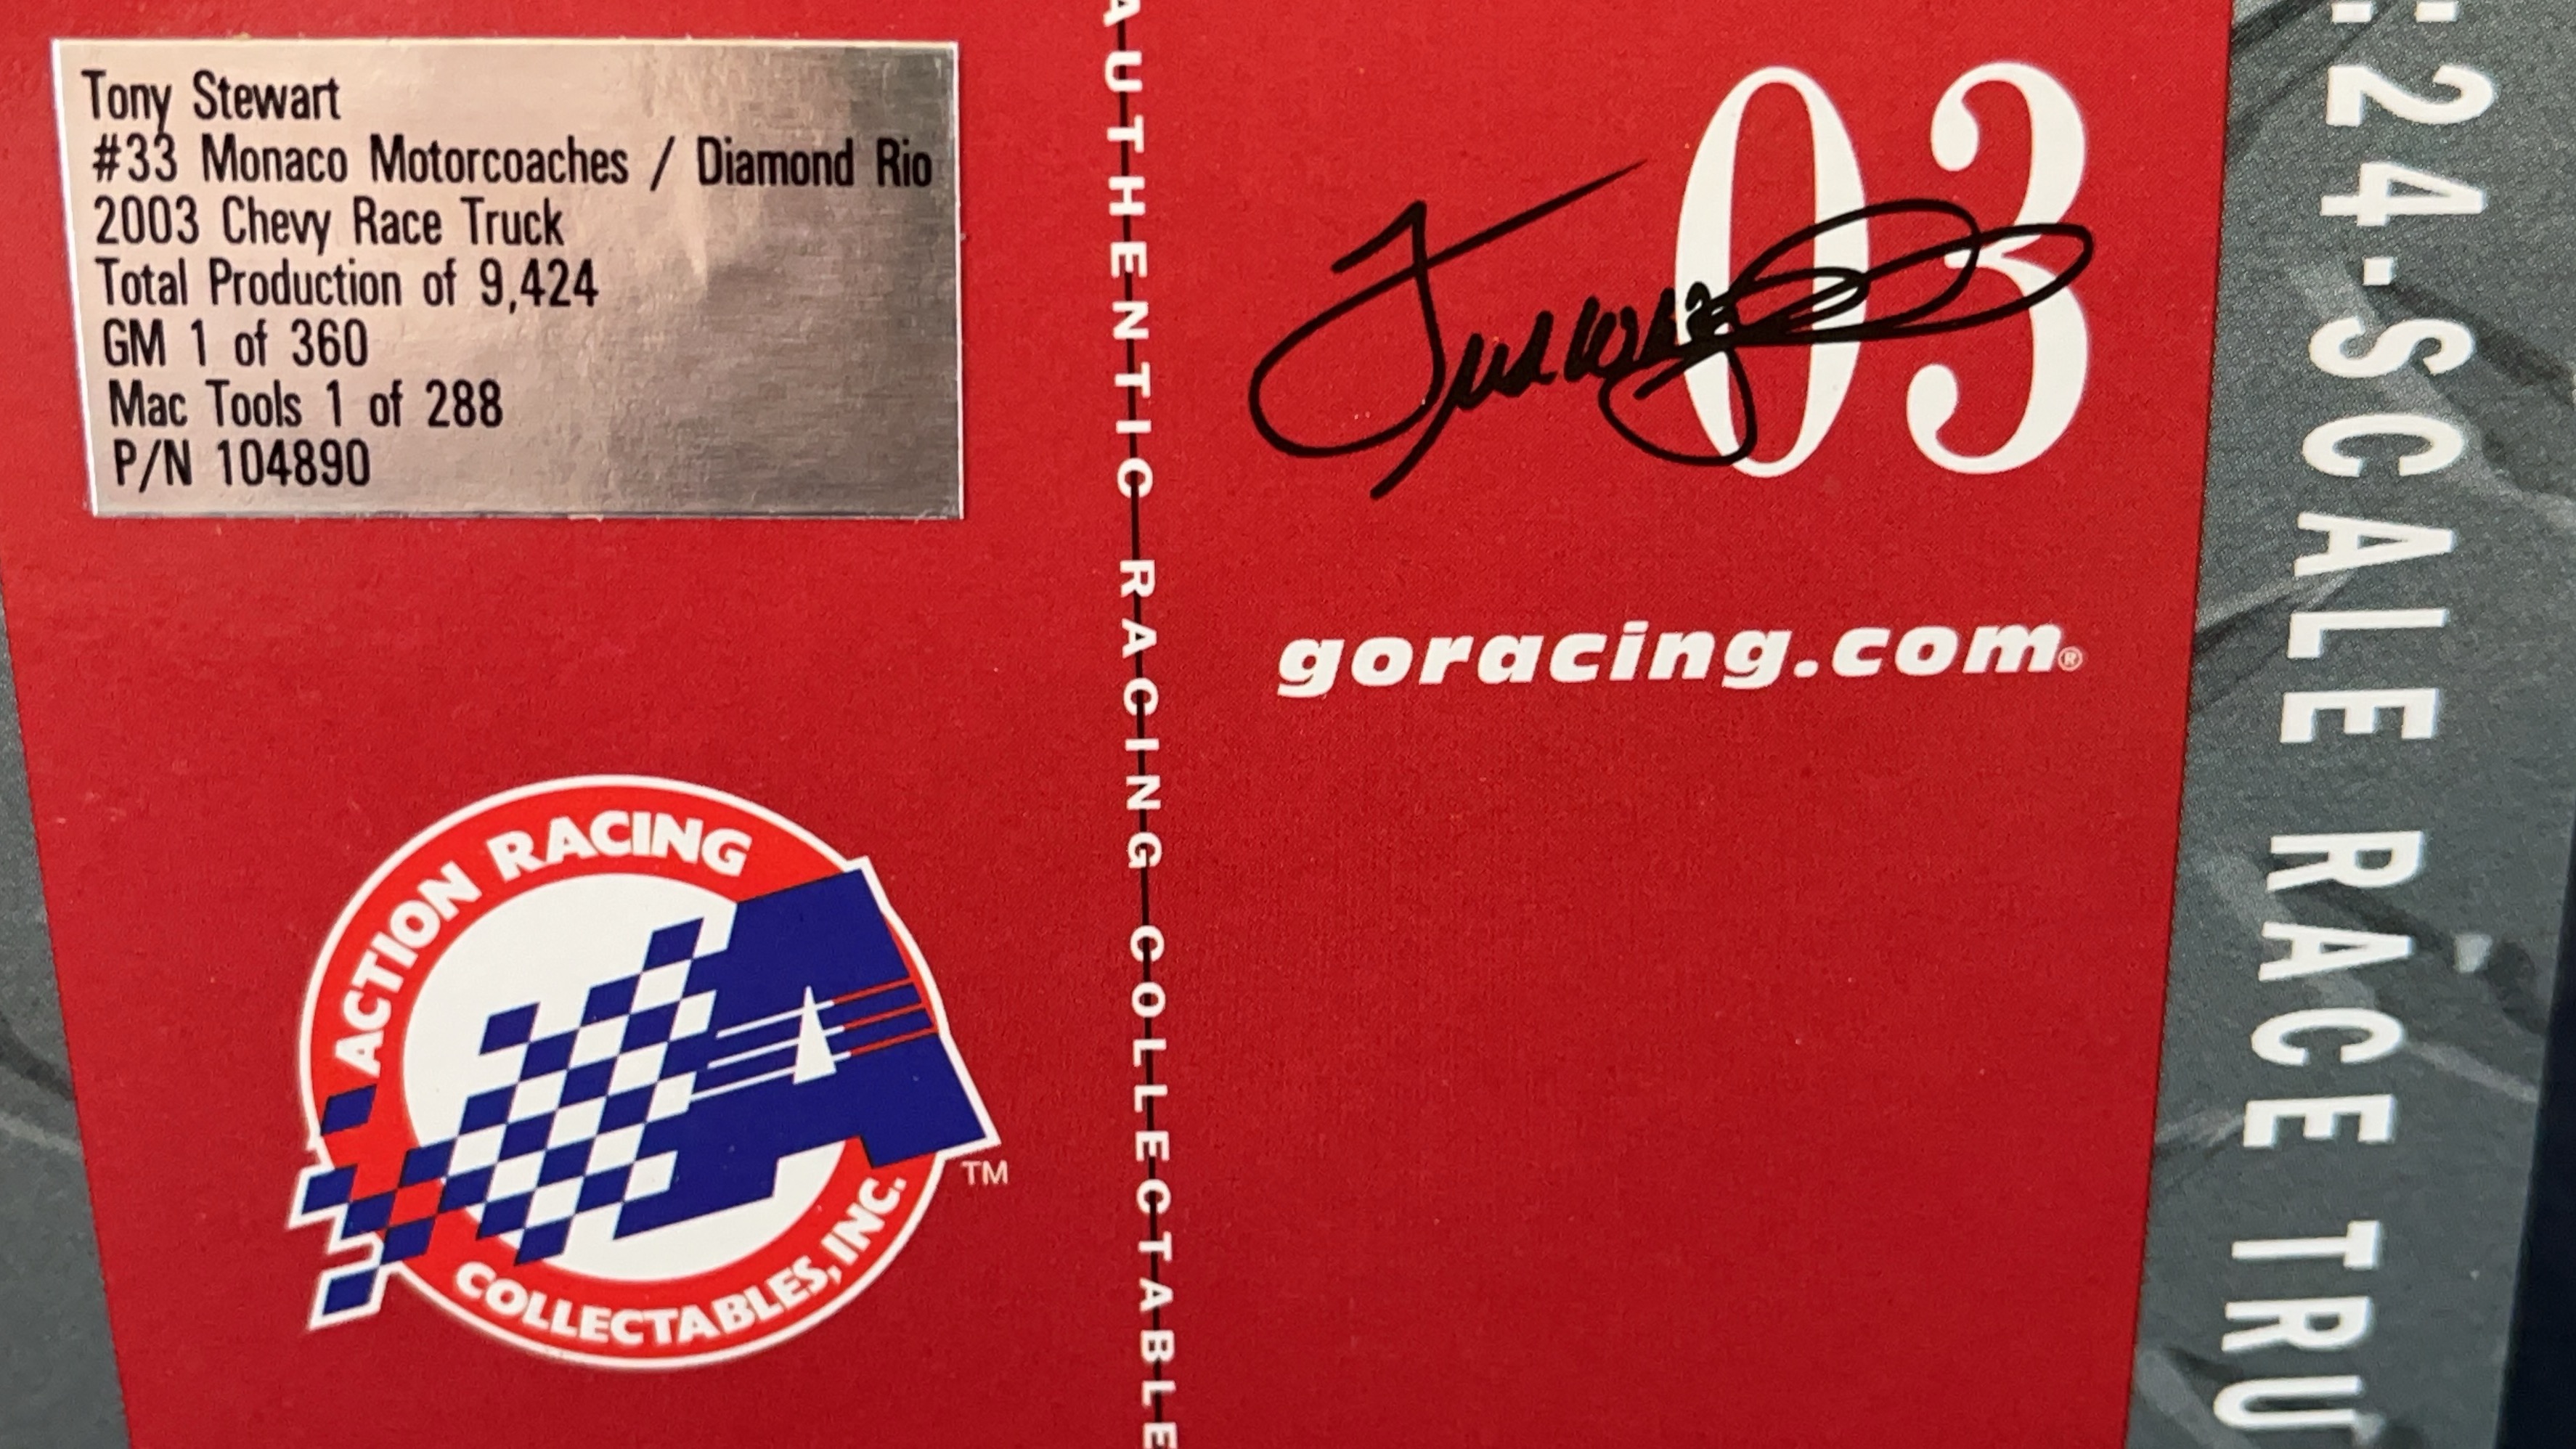 Tony Stewart
#33 Monaco Motorcoaches / Diamond Rio
2003 Chevy Race Truck
Total Production of 9,424
GM 1 of 360
Mac Tools 1 of 288
P/N 104890
AUTHENTIC RACING COLLECTABLE
03
goracing.com®
ACTION RACING
COLLECTABLES, INC.
TM
:24.SCALE RACE TRU